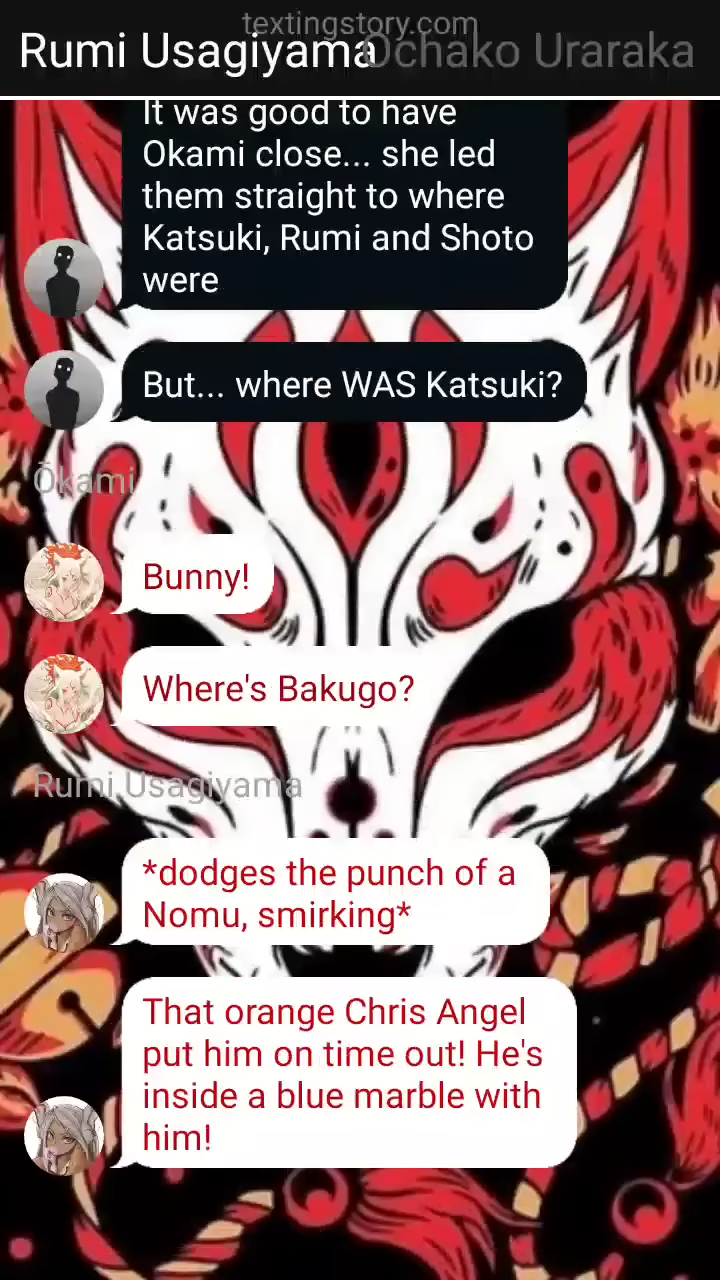 textingstory.com
Rumi Usagiyama Ochako Uraraka
It was good to have
Okami close... she led
them straight to where
Katsuki, Rumi and Shoto
were
But... where WAS Katsuki?
Ōkami
Bunny!
Where's Bakugo?
Rumi Usagiyama
*dodges the punch of a
Nomu, smirking*
That orange Chris Angel
put him on time out! He's
inside a blue marble with
him!